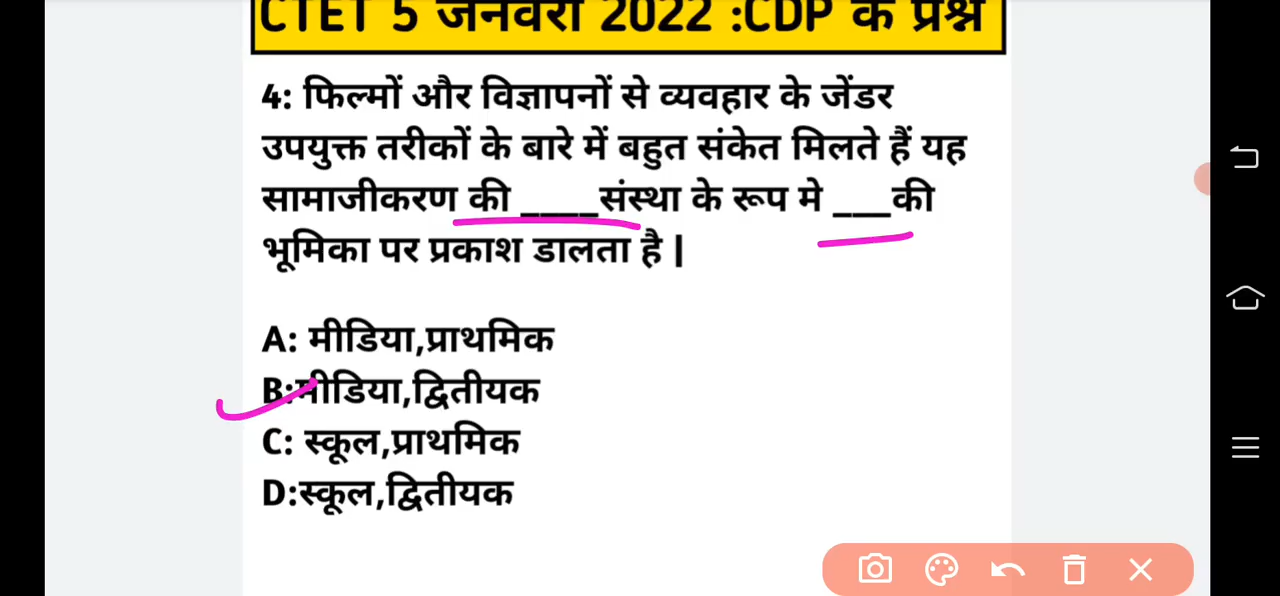 CTET 5 जनवरी 2022 :CDP के प्रश्न
4: फिल्मों और विज्ञापनों से व्यवहार के जेंडर
उपयुक्त तरीकों के बारे में बहुत संकेत मिलते हैं यह
सामाजीकरण की ____संस्था के रूप मे ___की
भूमिका पर प्रकाश डालता है |
A: मीडिया,प्राथमिक
B:मीडिया,द्वितीयक
C: स्कूल,प्राथमिक
D:स्कूल,द्वितीयक